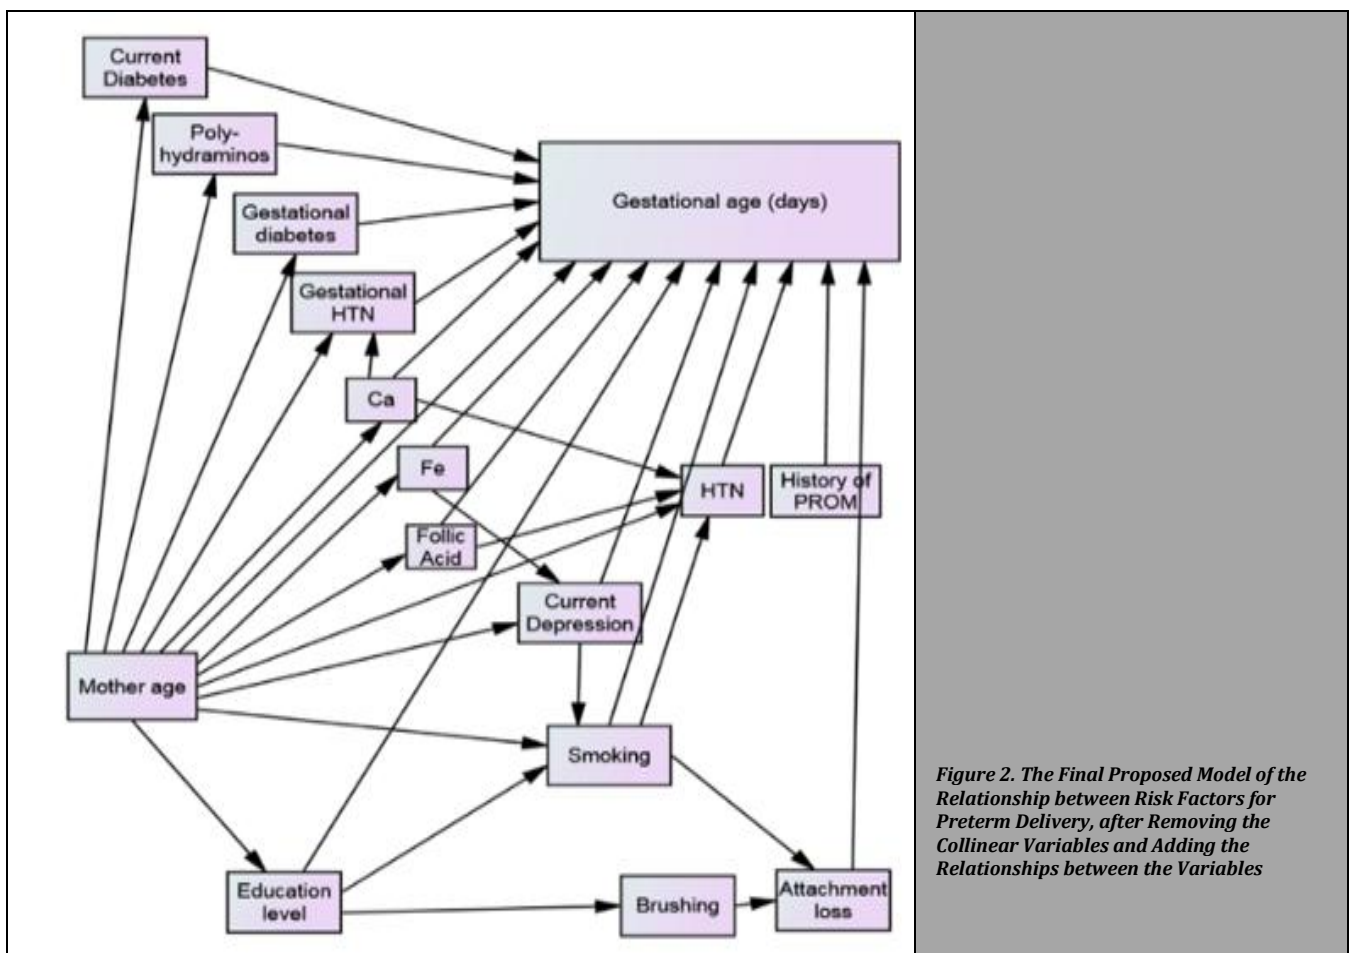 Current
Diabetes
Poly-
hydraminos
Gestational age (days)
Gestational
diabetes
Gestational
HTN
Ca
Fe
HTN
History of
PROM
Follic
Acid
Current
Depression
Mother age
Smoking
Education
level
Brushing
Attachment
loss
Figure 2. The Final Proposed Model of the
Relationship between Risk Factors for
Preterm Delivery, after Removing the
Collinear Variables and Adding the
Relationships between the Variables